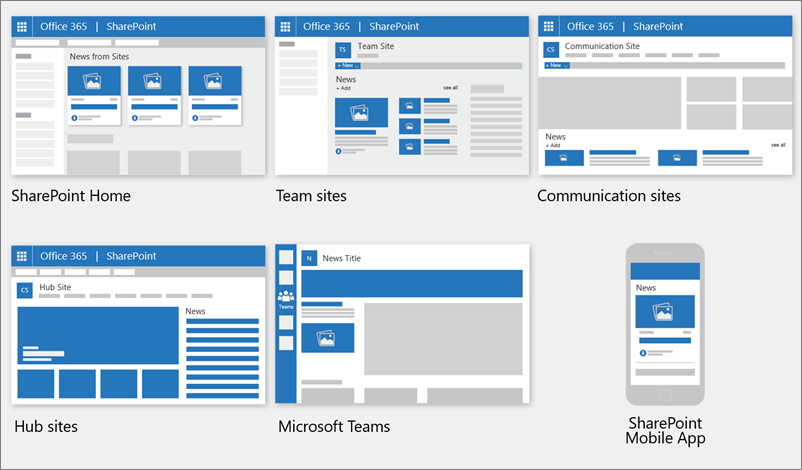 Office 365 | SharePoint
News from Sites
SharePoint Home
Office 365 | SharePoint
TS Team Site
+ New
News
+ Add see all
Team sites
Office 365 | SharePoint
CS Communication Site
+ New
News
+ Add see all
Communication sites
Office 365 | SharePoint
CS Hub Site
News
Hub sites
N News Title
Teams
Microsoft Teams
News
SharePoint
Mobile App